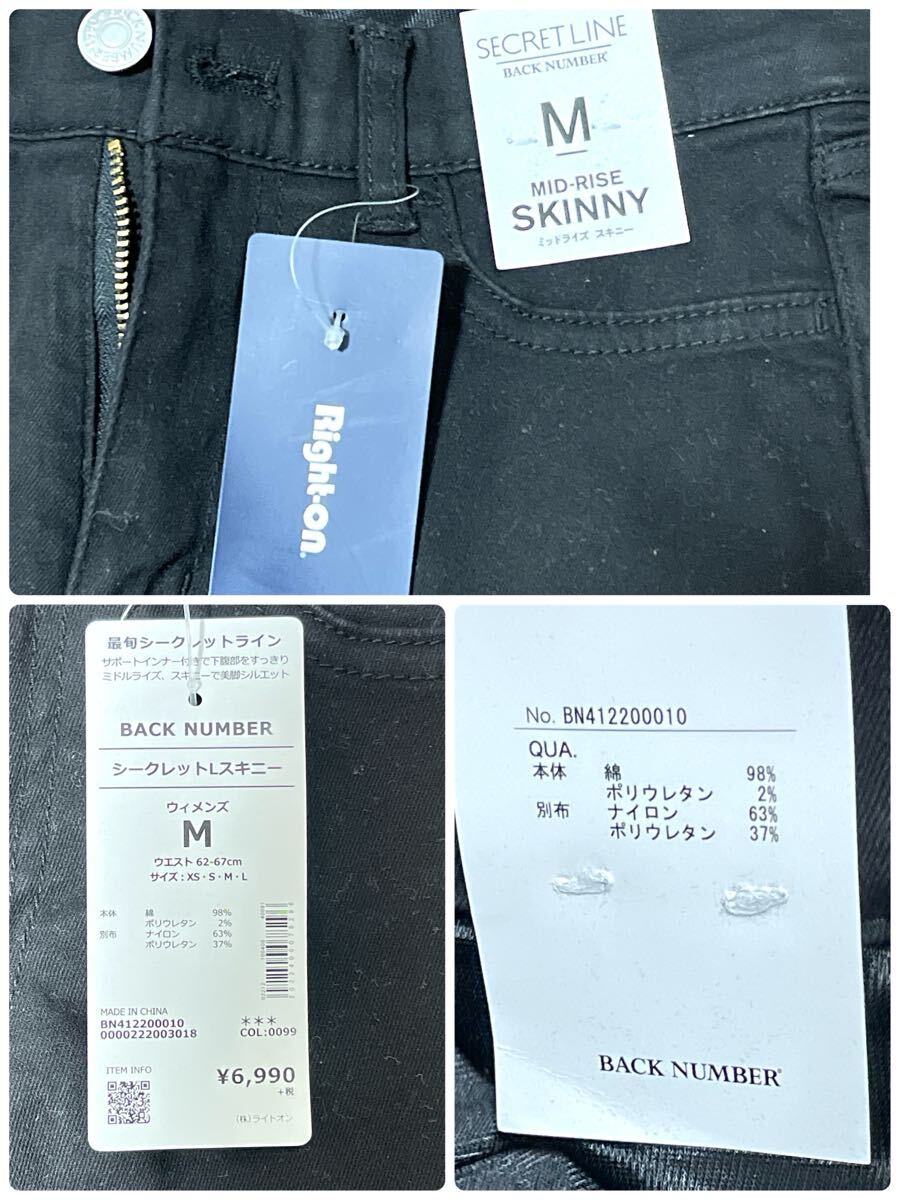 SECRET LINE
BACK NUMBER
M
MID-RISE
SKINNY
ミッドライズ スキニー
Right-on.
最旬シークレットライン
サポートインナー付きで下腹部をすっきり
ミドルライズ、スキニーで美脚シルエット
BACK NUMBER
シークレットLスキニー
ウィメンズ
M
ウエスト 62-67cm
サイズ:XS・S・M・L
本体 綿 98%
ポリウレタン 2%
別布 ナイロン 63%
ポリウレタン 37%
MADE IN CHINA
BN412200010
0000222003018
***
COL:0099
ITEM INFO
¥6,990
+税
(株)ライトオン
No. BN412200010
QUA.
本体 綿 98%
ポリウレタン 2%
別布 ナイロン 63%
ポリウレタン 37%
BACK NUMBER